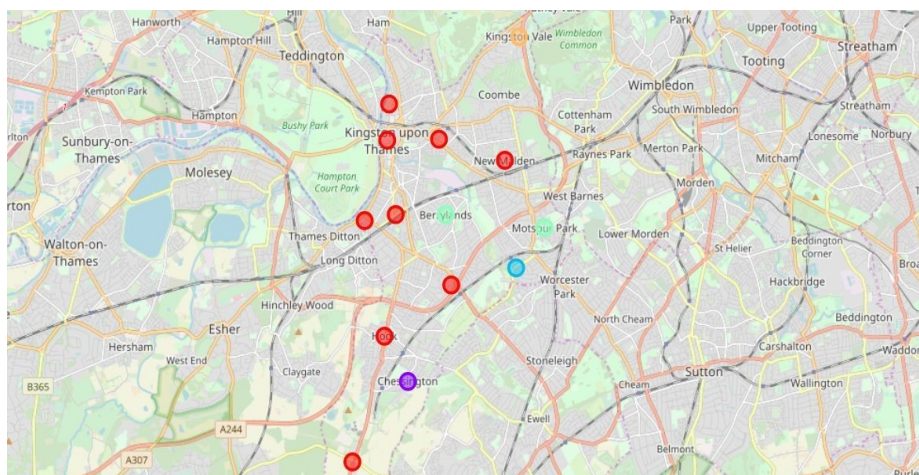 Hanworth
Hill
Ham
Kingston Vale
Wimbledon
Common
Park
Upper Tooting
Hampton Hill
Teddington
Streatham
Tooting
Kempton Park
Coombe
Wimbledon
Hampton
Bushy Park
Cottenham
Park
South Wimbledon
Streatham
Sunbury-on-
Thames
Kingston upon
Thames
Lonesome
Norbury
Merton Park
Raynes Park
Mitcham
New Malden
Molesey
Hampton
Court Park
Morden
West Barnes
Berrylands
Motspur Park
Lower Morden
Thames Ditton
St Helier
Beddington
Corner
Walton-on-
Thames
Long Ditton
Worcester
Park
Hackbridge
Hinchley Wood
North Cheam
Beddington
Esher
Hook
Hersham
West End
Carshalton
Stoneleigh
Claygate
Sutton
B365
Chessington
Cheam
Wallington
Ewell
A244
Belmont
A307